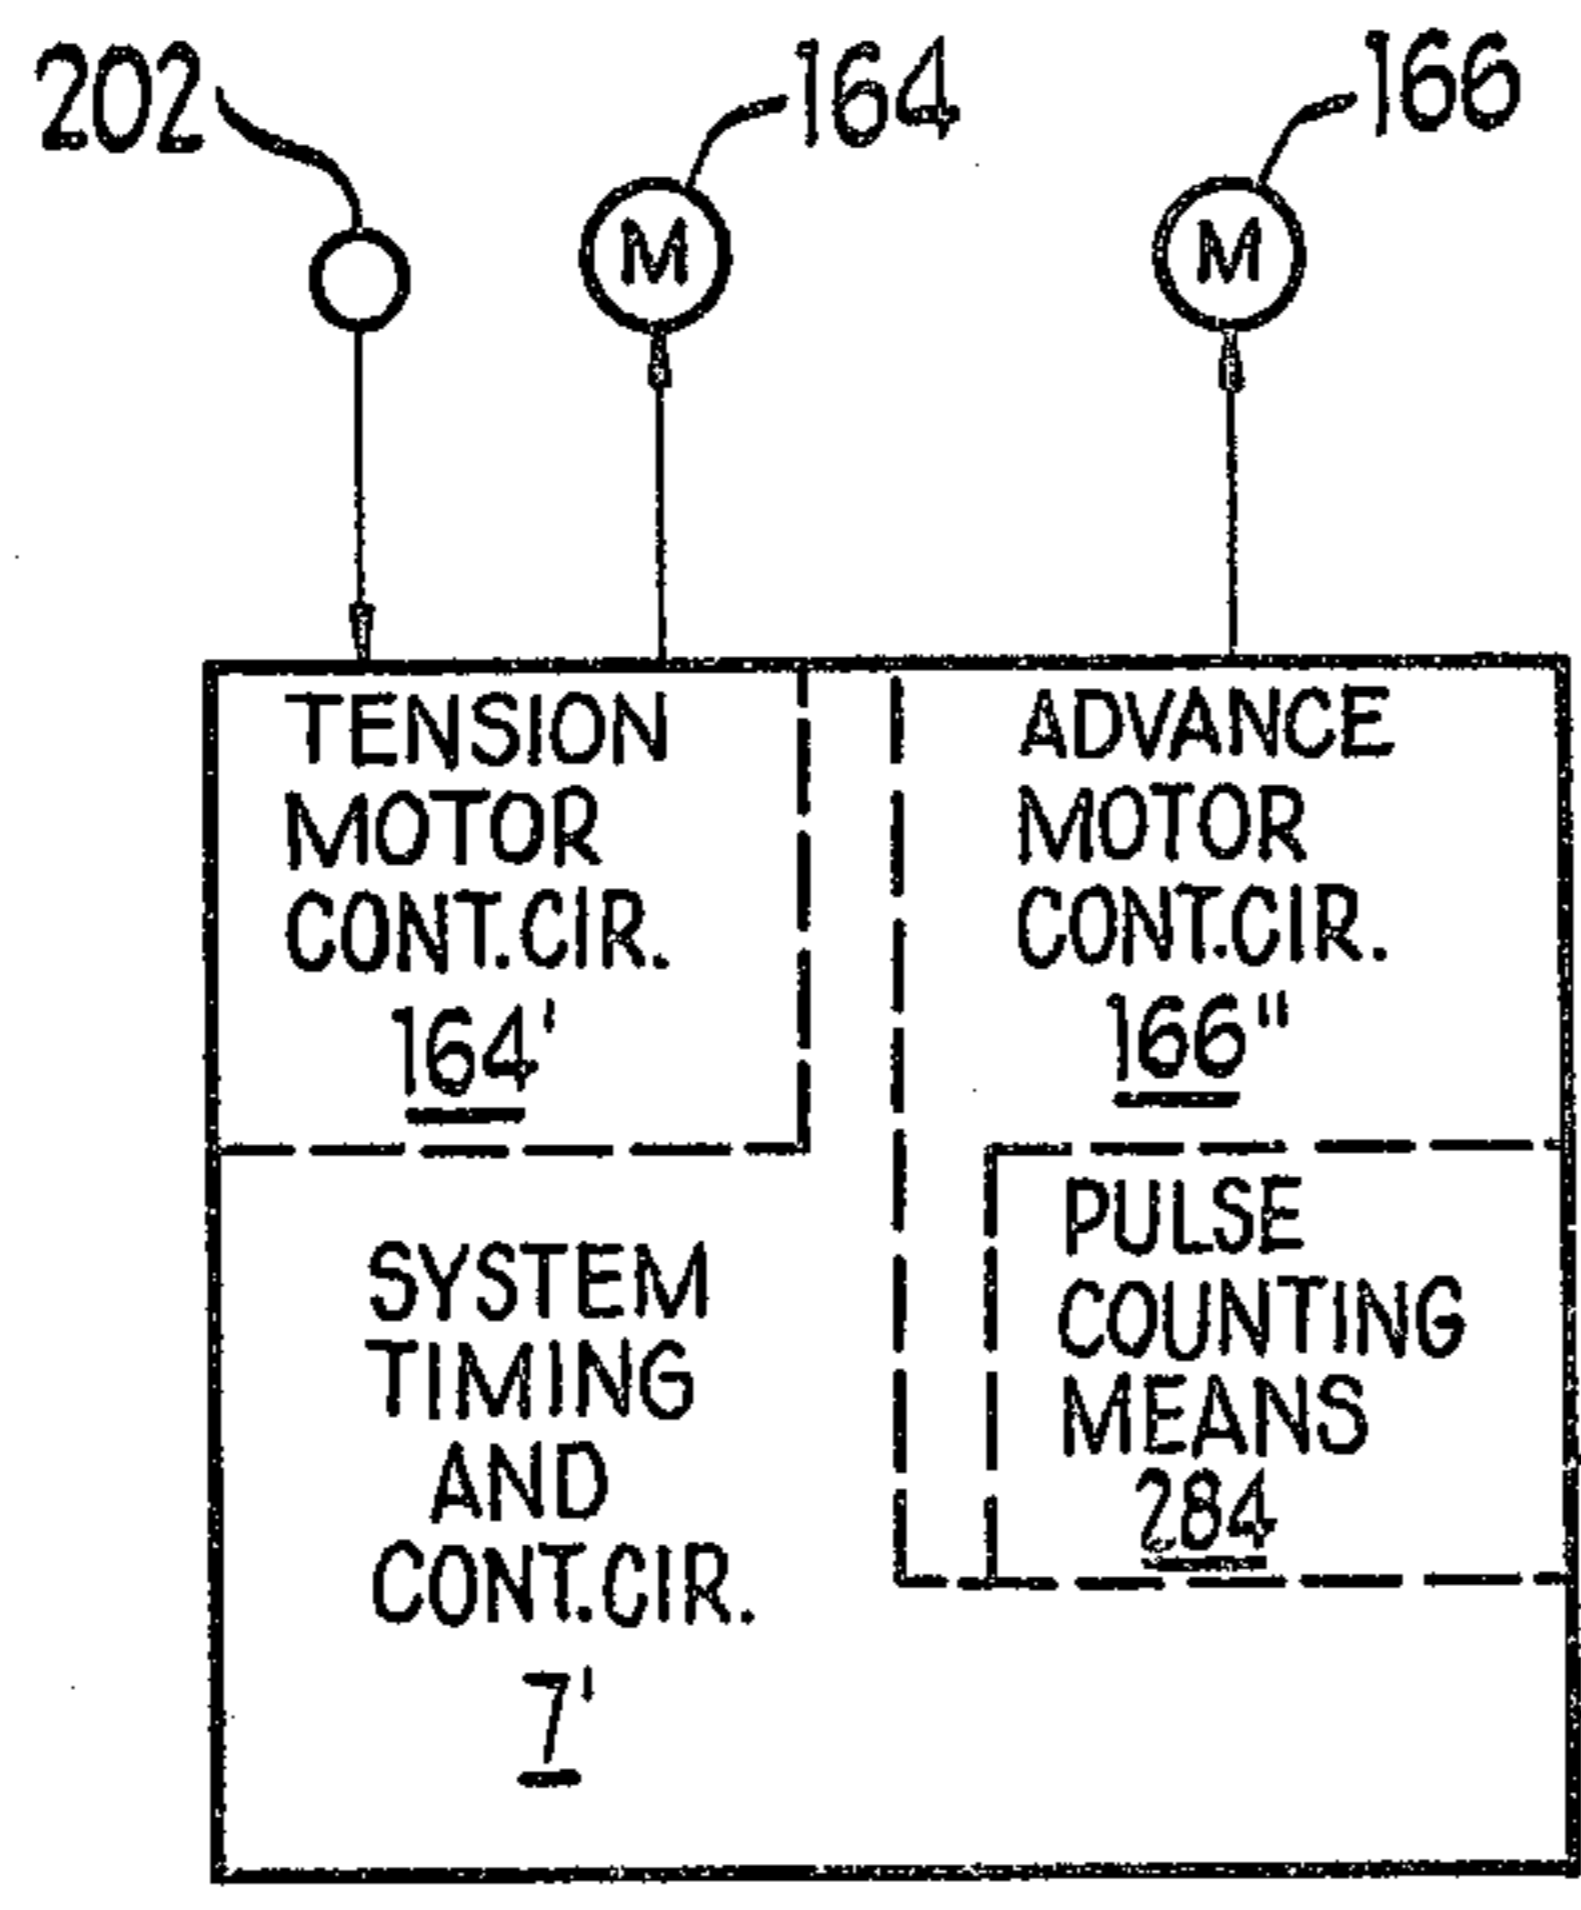 202
164
166
M
M
TENSION
MOTOR
CONT.CIR.
164'
ADVANCE
MOTOR
CONT.CIR.
166"
PULSE
COUNTING
MEANS
284
SYSTEM
TIMING
AND
CONT.CIR.
7'